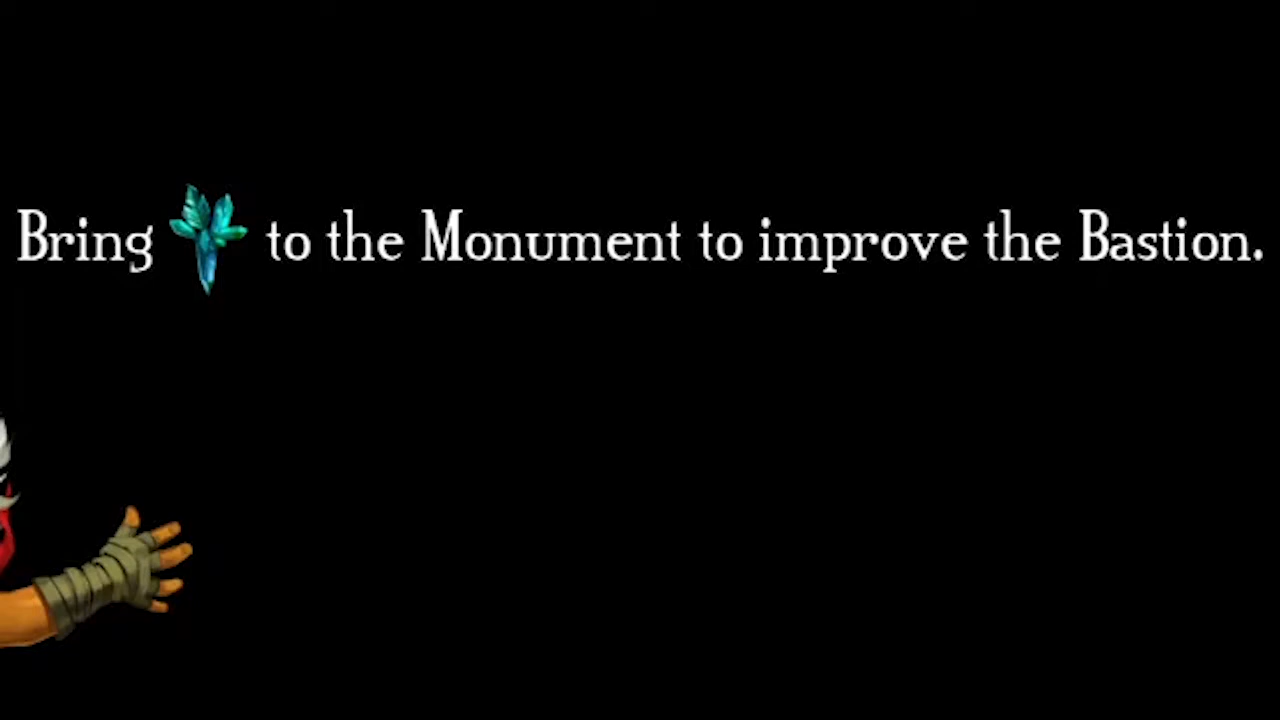 Bring to the Monument to improve the Bastion.